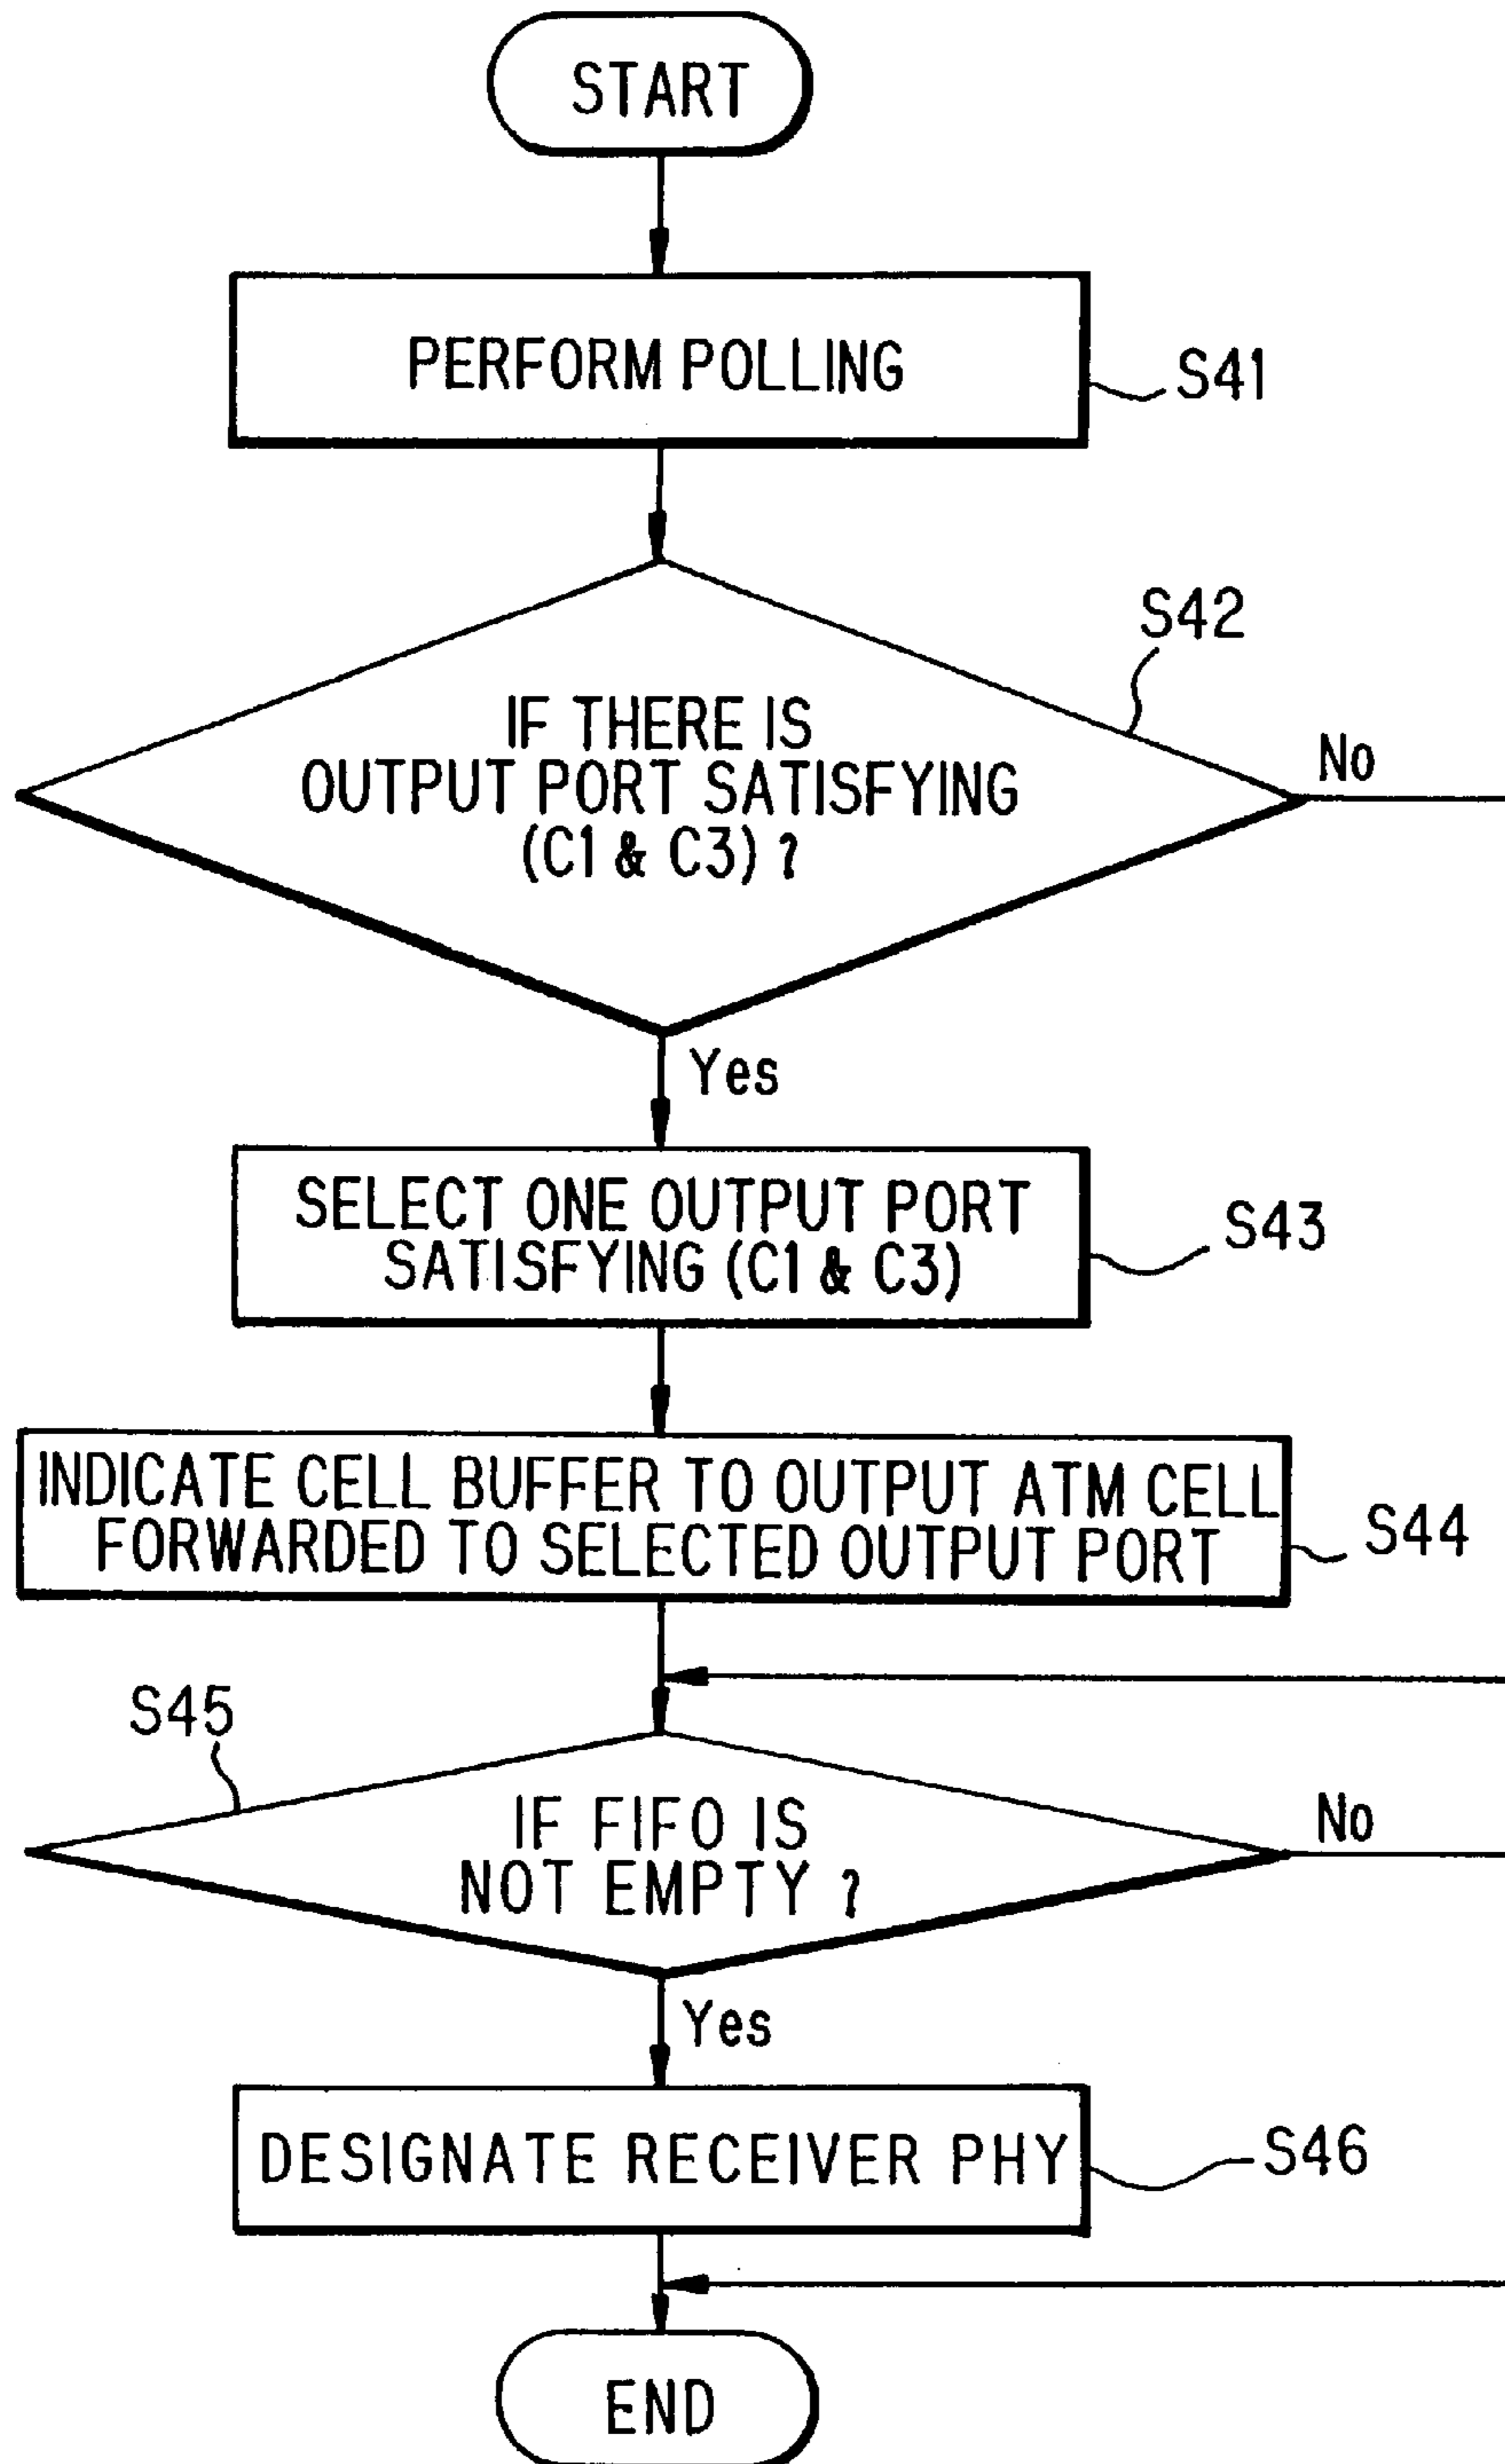 START
PERFORM POLLING
S41
S42
IF THERE IS
OUTPUT PORT SATISFYING
(C1 & C3) ?
No
Yes
SELECT ONE OUTPUT PORT
SATISFYING (C1 & C3)
S43
INDICATE CELL BUFFER TO OUTPUT ATM CELL
FORWARDED TO SELECTED OUTPUT PORT
S44
S45
IF FIFO IS
NOT EMPTY ?
No
Yes
DESIGNATE RECEIVER PHY
S46
END